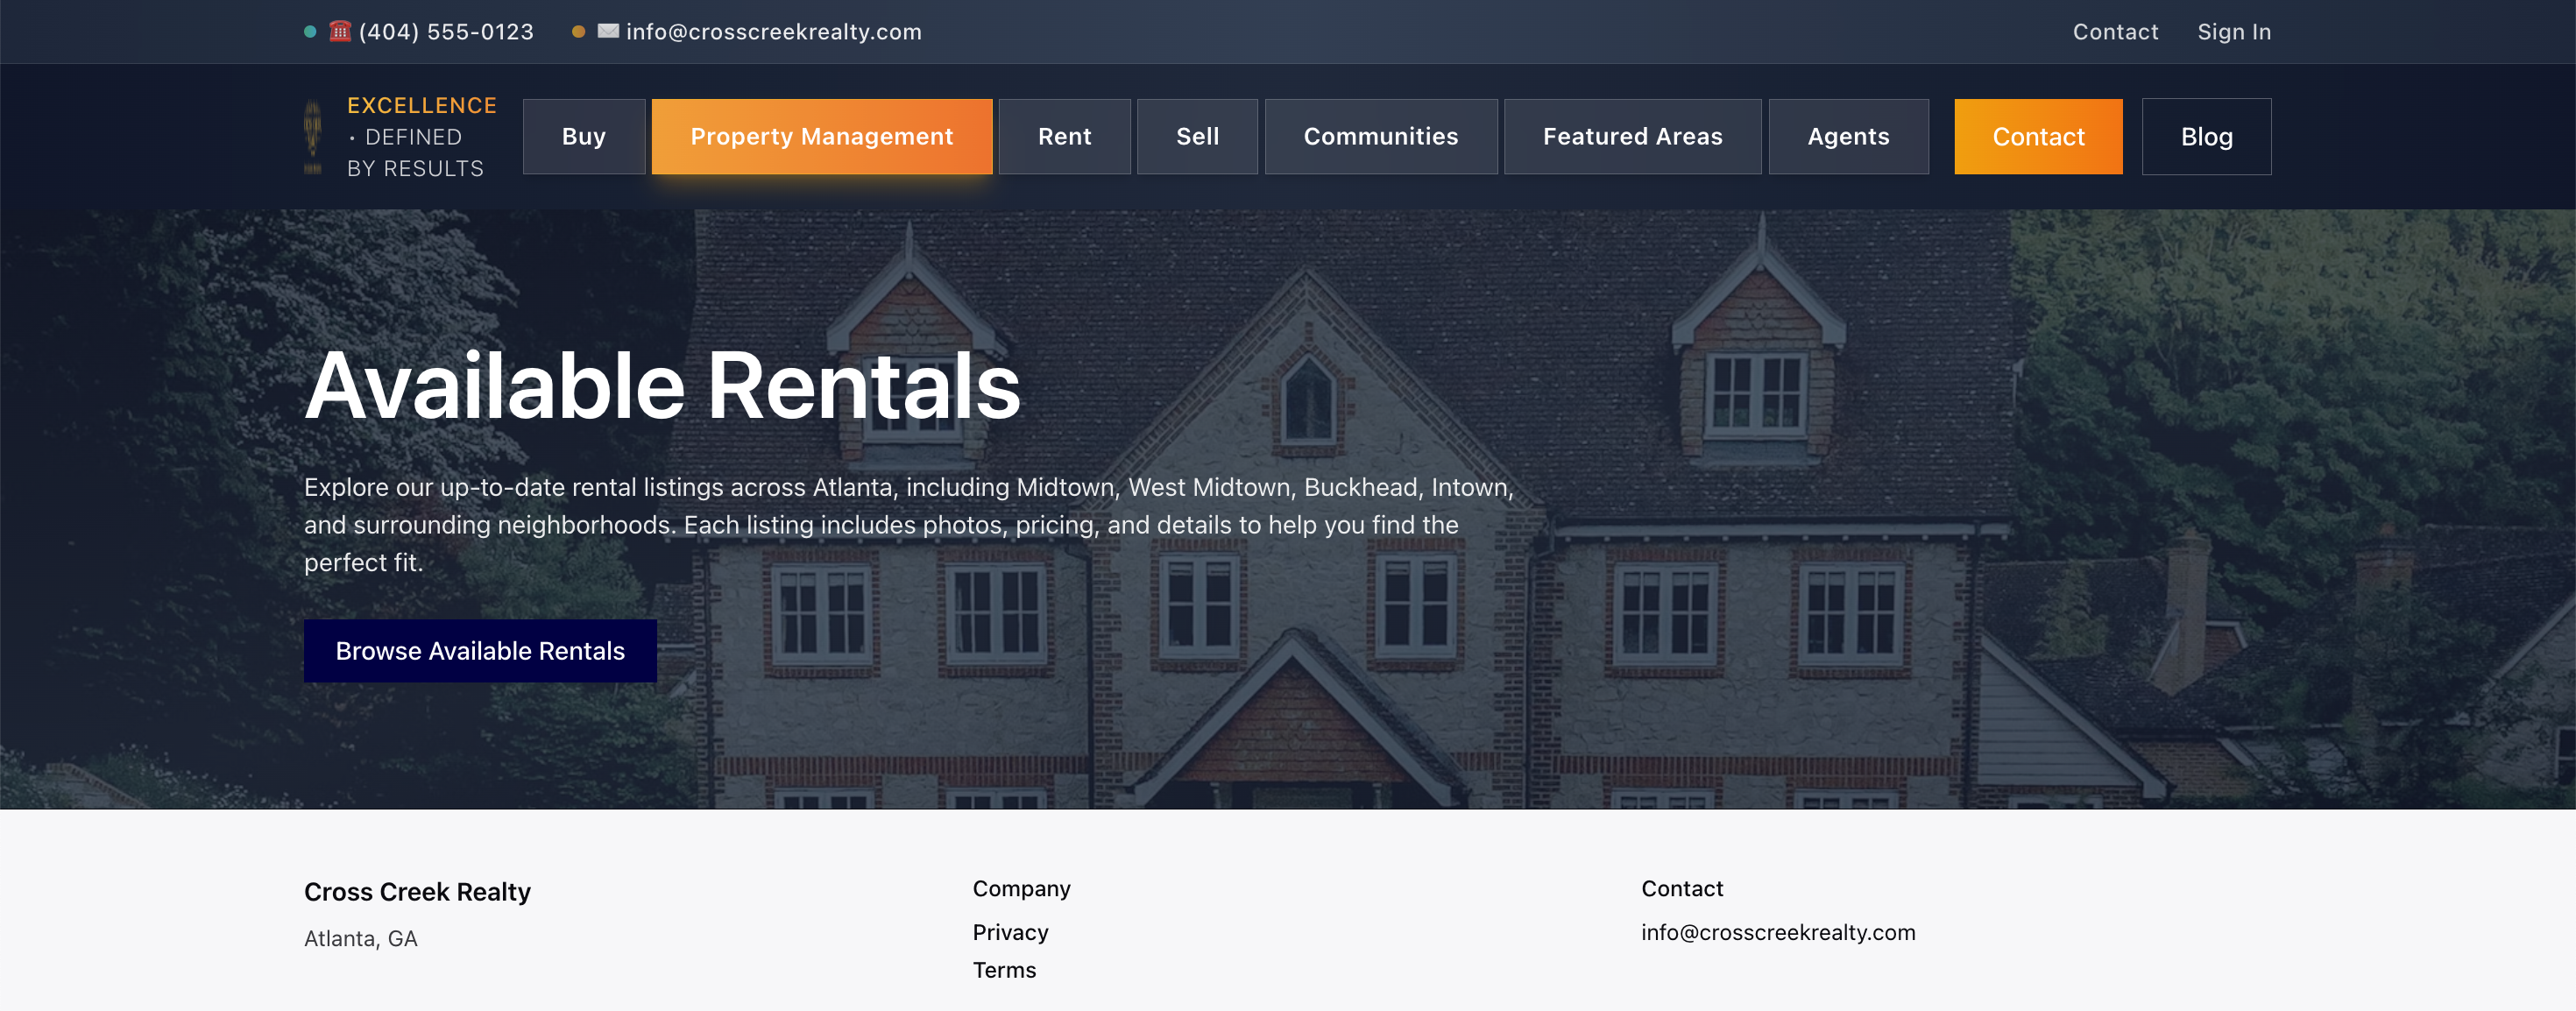 (404) 555-0123
info@crosscreekrealty.com
Contact
Sign In
EXCELLENCE
• DEFINED
BY RESULTS
Buy
Property Management
Rent
Sell
Communities
Featured Areas
Agents
Contact
Blog
Available Rentals
Explore our up-to-date rental listings across Atlanta, including Midtown, West Midtown, Buckhead, Intown,
and surrounding neighborhoods. Each listing includes photos, pricing, and details to help you find the
perfect fit.
Browse Available Rentals
Cross Creek Realty
Atlanta, GA
Company
Privacy
Terms
Contact
info@crosscreekrealty.com